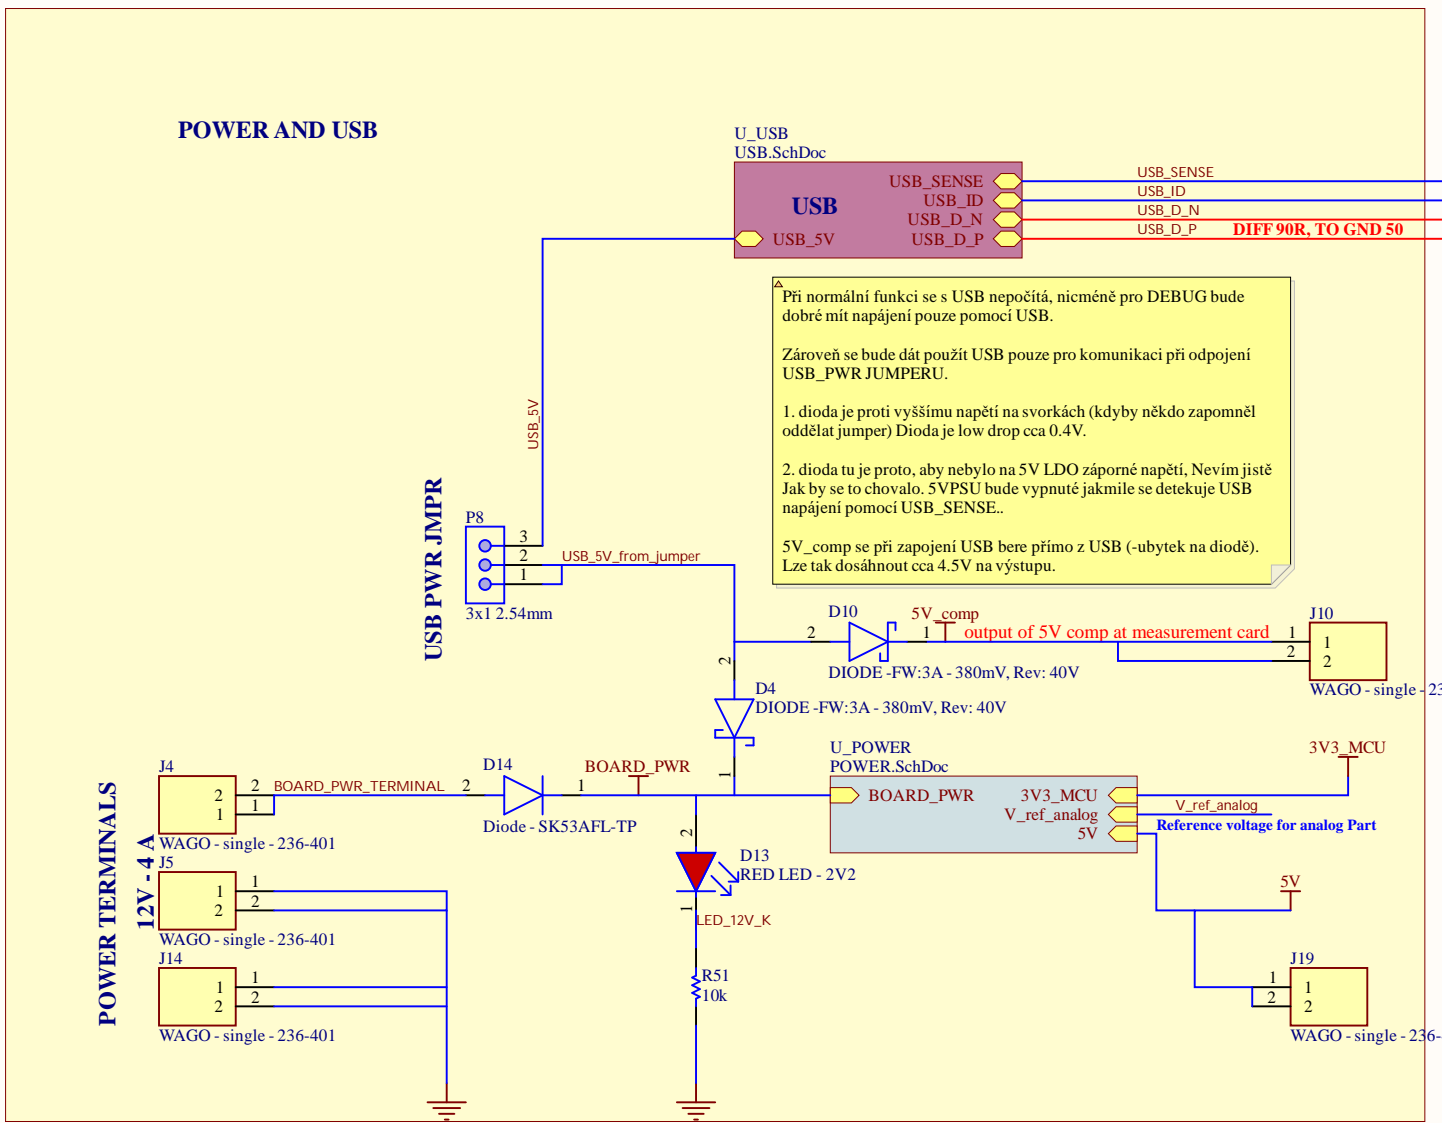 POWER AND USB
U_USB
USB.SchDoc
USB
USB_SENSE
USB_ID
USB_D_N
USB_D_P
USB_5V
USB_SENSE
USB_ID
USB_D_N
USB_D_P
DIFF 90R, TO GND 50
Při normální funkci se s USB nepočítá, nicméně pro DEBUG bude
dobré mít napájení pouze pomocí USB.
Zároveň se bude dát použít USB pouze pro komunikaci při odpojení
USB_PWR JUMPERU.
1. dioda je proti vyššímu napětí na svorkách (kdyby někdo zapomněl
oddělat jumper) Dioda je low drop cca 0.4V.
2. dioda tu je proto, aby nebylo na 5V LDO záporné napětí, Nevím jistě
Jak by se to chovalo. 5VPSU bude vypnuté jakmile se detekuje USB
napájení pomocí USB_SENSE..
5V_comp se při zapojení USB bere přímo z USB (-ubytek na diodě).
Lze tak dosáhnout cca 4.5V na výstupu.
USB_5V
USB PWR JMPR
P8
3
2
1
3x1 2.54mm
USB_5V_from_jumper
D10
2
1
DIODE -FW:3A - 380mV, Rev: 40V
5V_comp
output of 5V comp at measurement card
J10
1
2
1
2
WAGO - single - 23
2
D4
DIODE -FW:3A - 380mV, Rev: 40V
1
POWER TERMINALS
12V - 4 A
J4
2
1
2
1
WAGO - single - 236-401
BOARD_PWR_TERMINAL
2
D14
1
Diode - SK53AFL-TP
BOARD_PWR
U_POWER
POWER.SchDoc
BOARD_PWR
3V3_MCU
V_ref_analog
5V
3V3_MCU
V_ref_analog
Reference voltage for analog Part
J5
1
2
1
2
WAGO - single - 236-401
2
D13
RED LED - 2V2
1
LED_12V_K
5V
J14
1
2
1
2
WAGO - single - 236-401
R51
10k
J19
1
2
1
2
WAGO - single - 236-